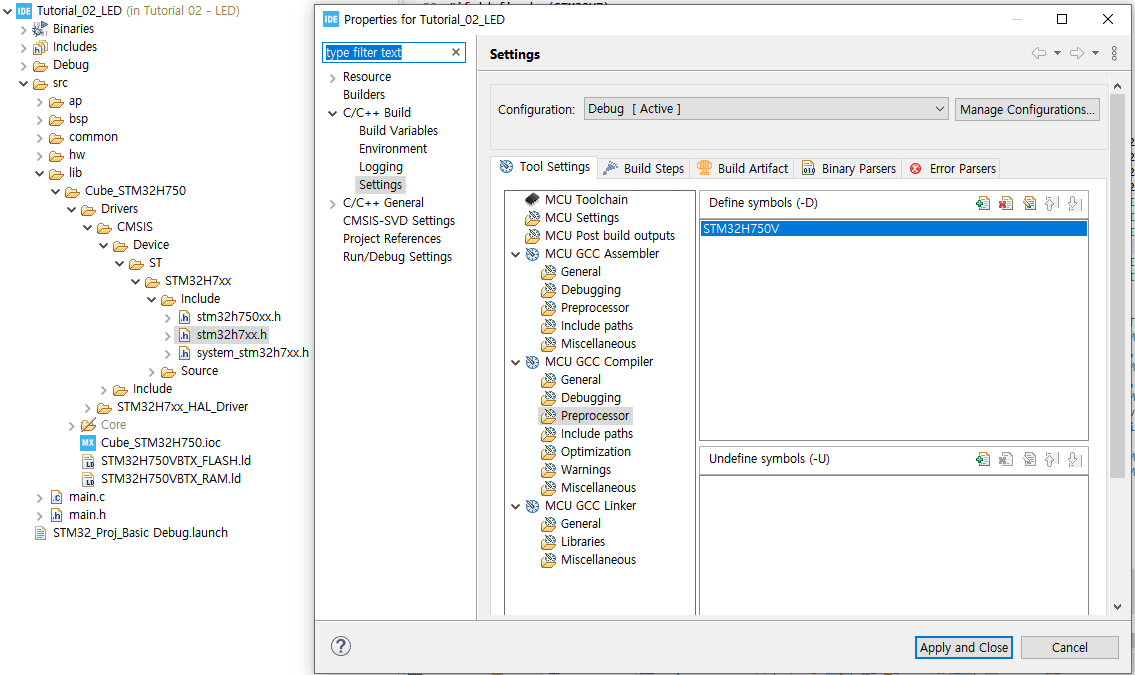 IDE Tutorial_02_LED (in Tutorial 02 - LED)
Binaries
Includes
Debug
src
ap
bsp
common
hw
lib
Cube_STM32H750
Drivers
CMSIS
Device
ST
STM32H7xx
Include
stm32h750xx.h
stm32h7xx.h
system_stm32h7xx.h
Source
Include
STM32H7xx_HAL_Driver
Core
MX Cube_STM32H750.ioc
STM32H750VBTX_FLASH.ld
STM32H750VBTX_RAM.ld
main.c
main.h
STM32_Proj_Basic Debug.launch
IDE Properties for Tutorial_02_LED
type filter text
Resource
Builders
C/C++ Build
Build Variables
Environment
Logging
Settings
C/C++ General
CMSIS-SVD Settings
Project References
Run/Debug Settings
Settings
Configuration: Debug [ Active ] Manage Configurations...
Tool Settings Build Steps Build Artifact Binary Parsers Error Parsers
MCU Toolchain
MCU Settings
MCU Post build outputs
MCU GCC Assembler
General
Debugging
Preprocessor
Include paths
Miscellaneous
MCU GCC Compiler
General
Debugging
Preprocessor
Include paths
Optimization
Warnings
Miscellaneous
MCU GCC Linker
General
Libraries
Miscellaneous
Define symbols (-D)
STM32H750V
Undefine symbols (-U)
Apply and Close Cancel